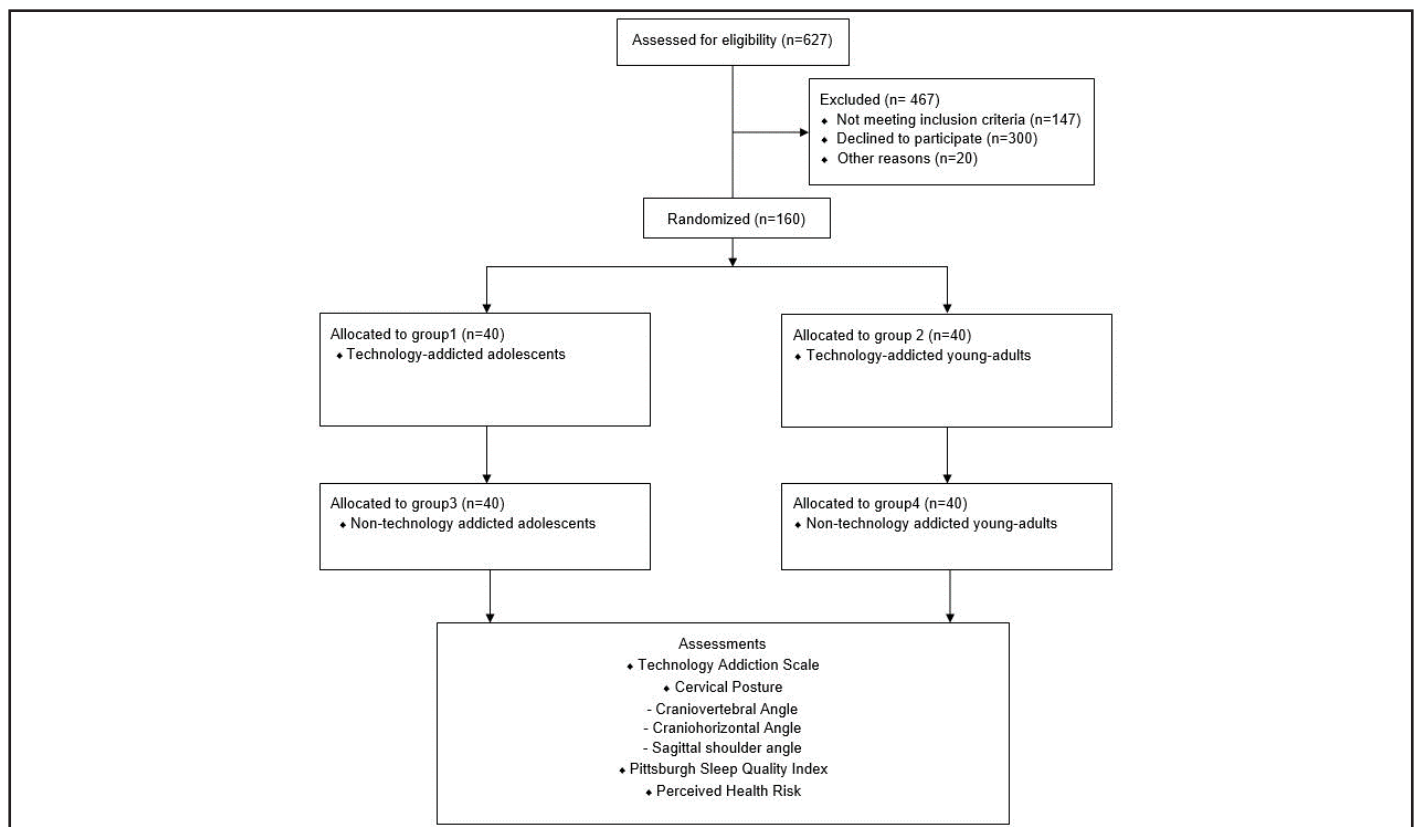 Assessed for eligibility (n=627)
Excluded (n= 467)
⬥ Not meeting inclusion criteria (n=147)
⬥ Declined to participate (n=300)
⬥ Other reasons (n=20)
Randomized (n=160)
Allocated to group1 (n=40)
⬥ Technology-addicted adolescents
Allocated to group 2 (n=40)
⬥ Technology-addicted young-adults
Allocated to group3 (n=40)
⬥ Non-technology addicted adolescents
Allocated to group4 (n=40)
⬥ Non-technology addicted young-adults
Assessments
⬥ Technology Addiction Scale
⬥ Cervical Posture
- Craniovertebral Angle
- Craniohorizontal Angle
- Sagittal shoulder angle
⬥ Pittsburgh Sleep Quality Index
⬥ Perceived Health Risk